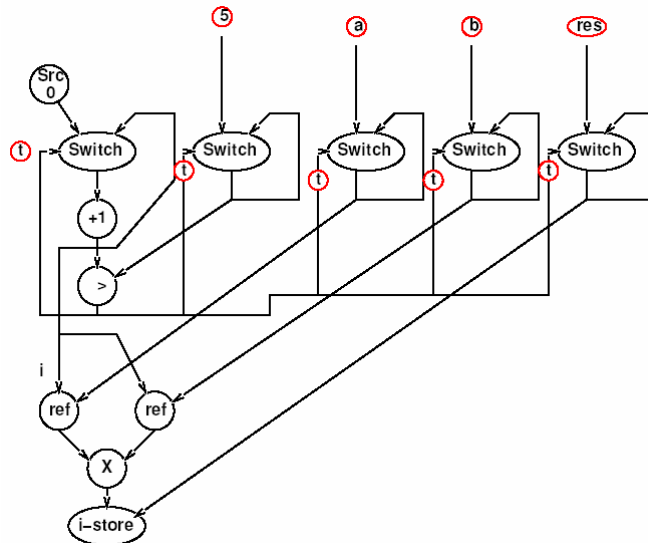 5
a
b
res
Src
0
t
Switch
Switch
Switch
Switch
Switch
t
t
t
t
+1
>
i
ref
ref
X
i-store